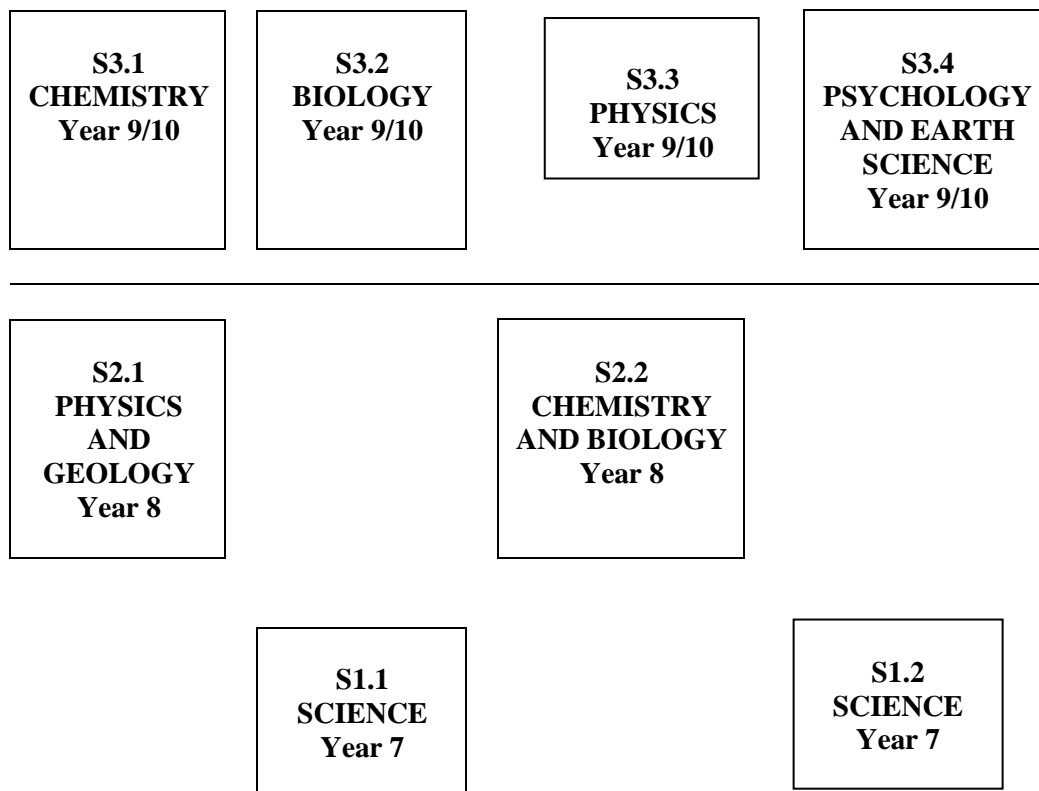 S3.1
CHEMISTRY
Year 9/10
S3.2
BIOLOGY
Year 9/10
S3.3
PHYSICS
Year 9/10
S3.4
PSYCHOLOGY
AND EARTH
SCIENCE
Year 9/10
S2.1
PHYSICS
AND
GEOLOGY
Year 8
S2.2
CHEMISTRY
AND BIOLOGY
Year 8
S1.1
SCIENCE
Year 7
S1.2
SCIENCE
Year 7